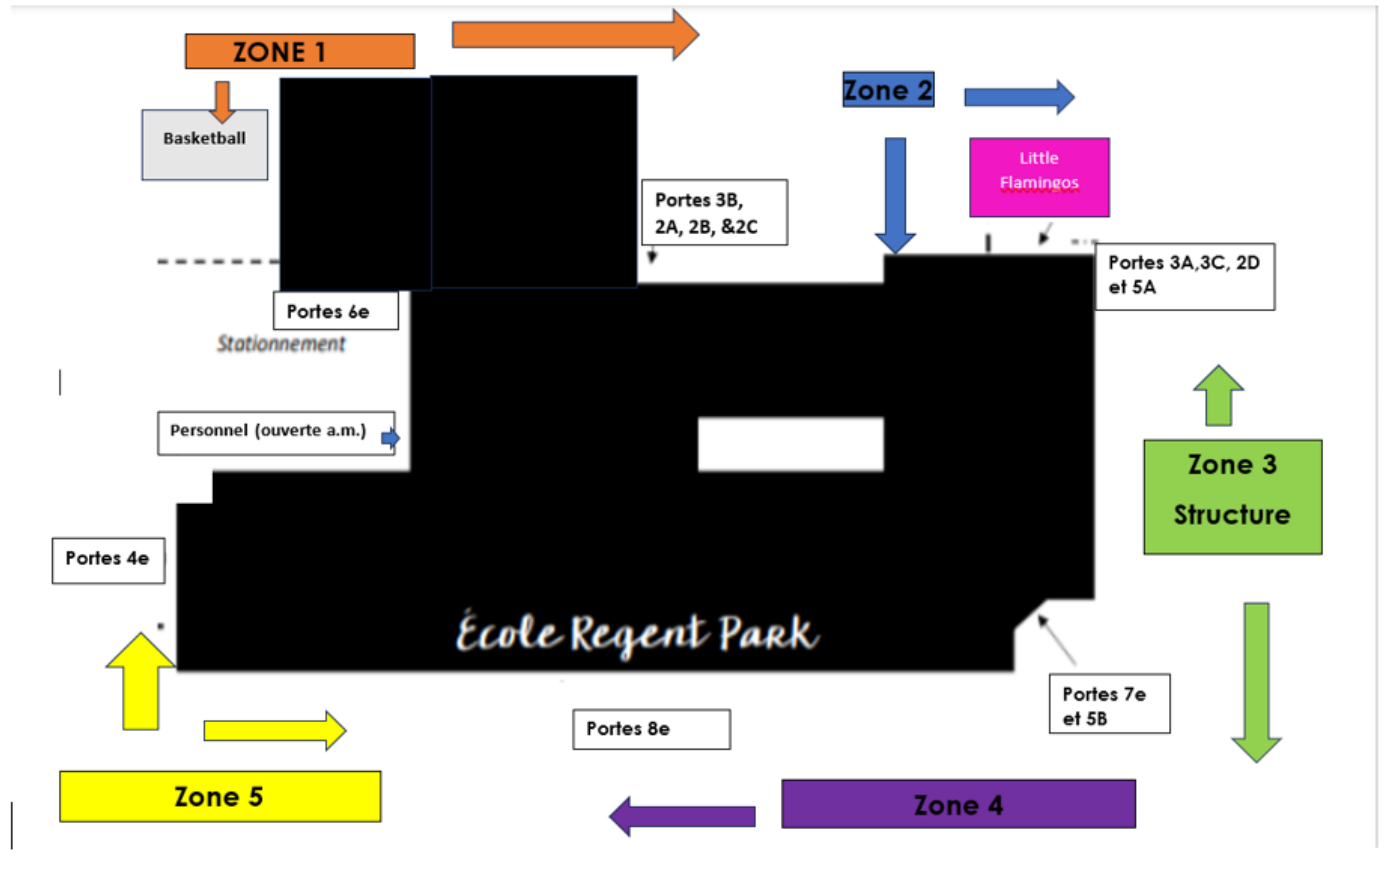 ZONE 1
Zone 2
Basketball
Little
Flamingos
Portes 3B,
2A, 2B, &2C
Portes 3A,3C, 2D
et 5A
Portes 6e
Stationnement
Personnel (ouverte a.m.)
Zone 3
Structure
Portes 4e
École Regent Park
Portes 7e
et 5B
Portes 8e
Zone 5
Zone 4